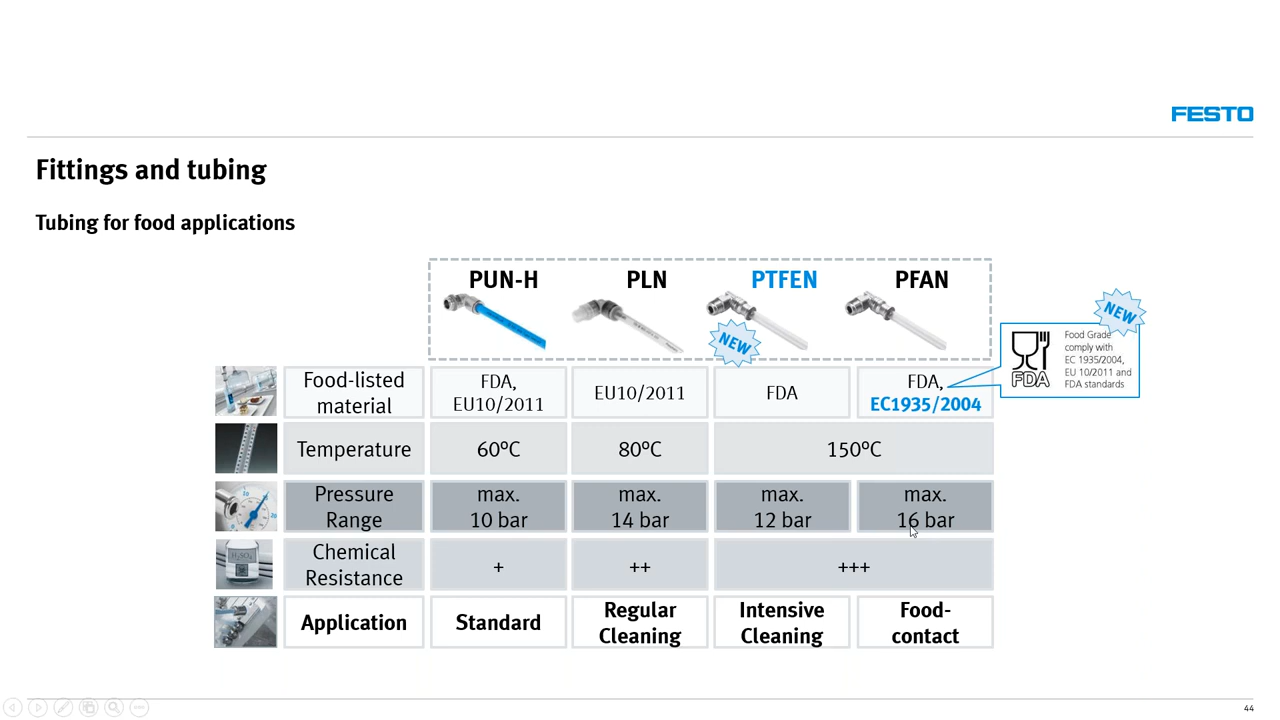 FESTO
Fittings and tubing
Tubing for food applications
PUN-H
PLN
PTFEN
PFAN
NEW
NEW
Food Grade
comply with
EC 1935/2004,
EU 10/2011 and
FDA standards
FDA
Food-listed
material
FDA,
EU10/2011
EU10/2011
FDA
FDA,
EC1935/2004
Temperature
60ºC
80ºC
150ºC
Pressure
Range
max.
10 bar
max.
14 bar
max.
12 bar
max.
16 bar
Chemical
Resistance
+
++
+++
Application
Standard
Regular
Cleaning
Intensive
Cleaning
Food-
contact
44